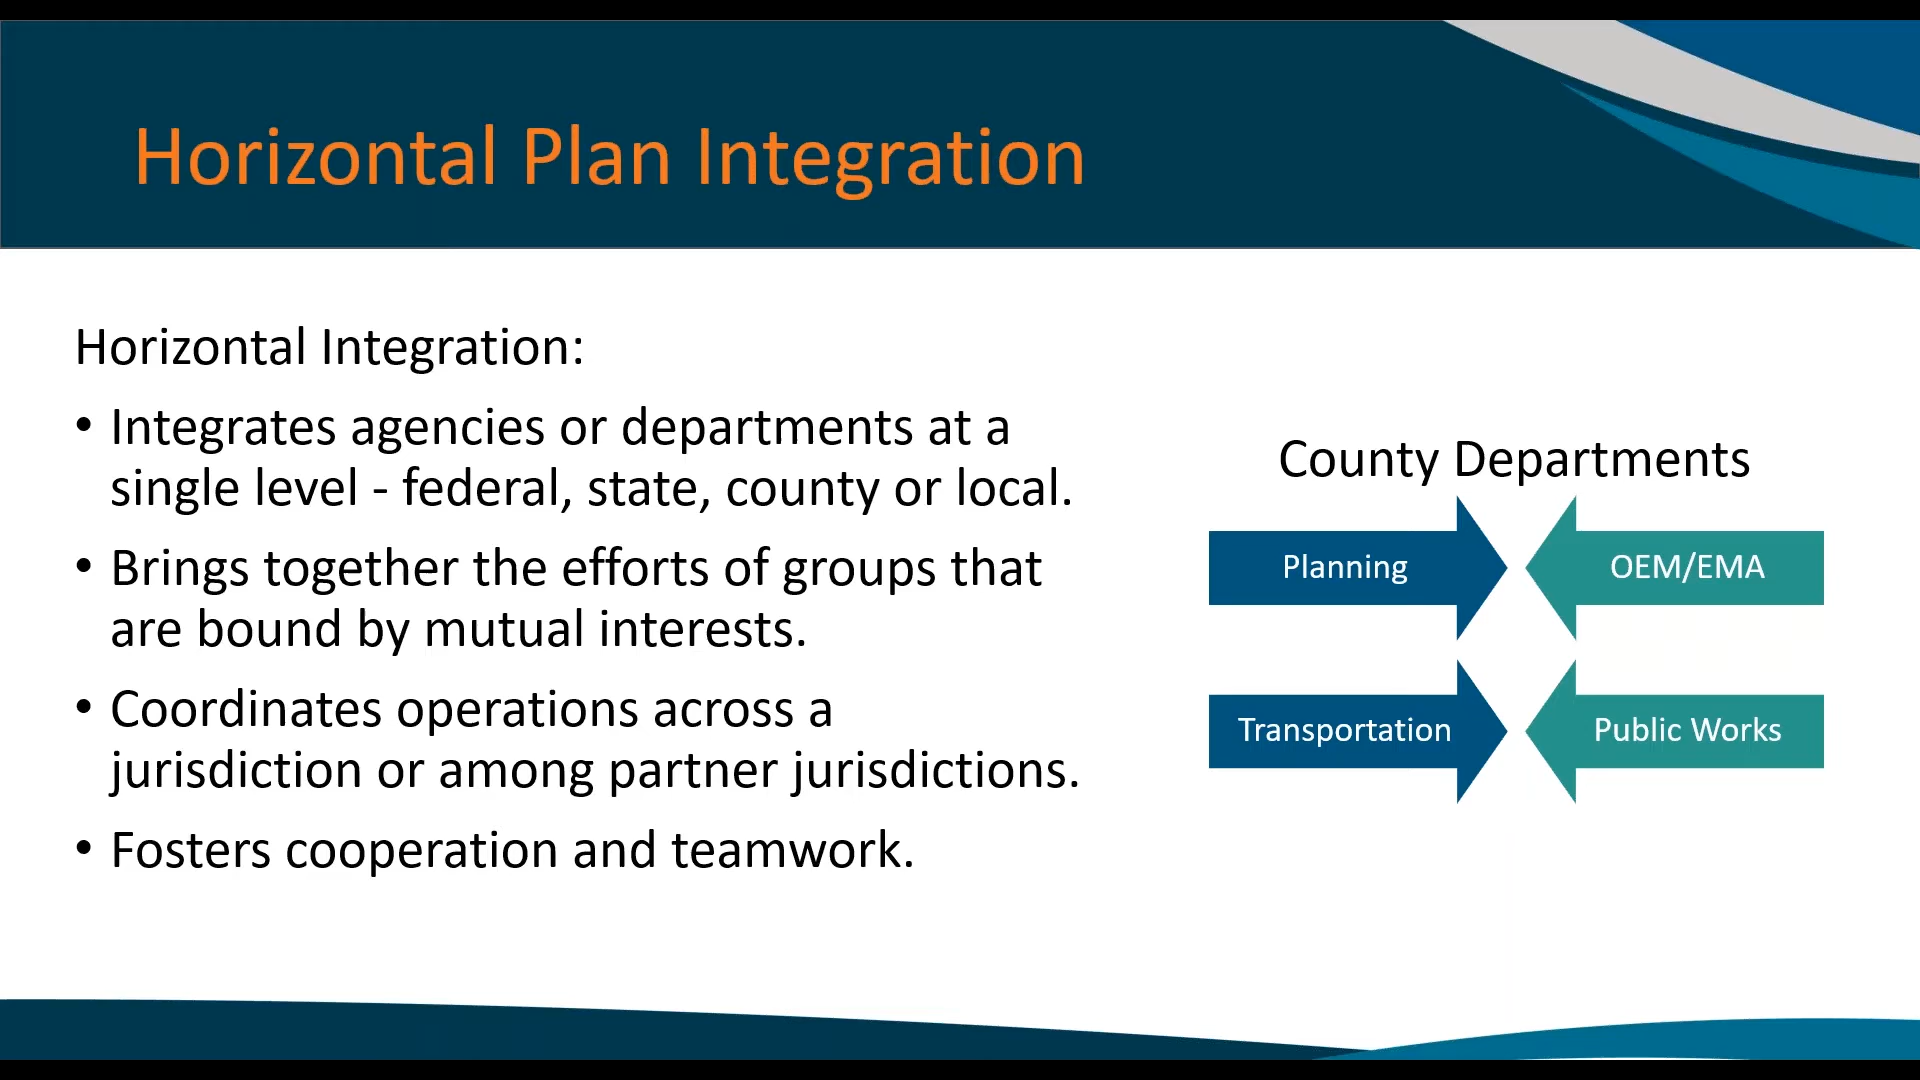 Horizontal Plan Integration
Horizontal Integration:
• Integrates agencies or departments at a
single level - federal, state, county or local.
• Brings together the efforts of groups that
are bound by mutual interests.
• Coordinates operations across a
jurisdiction or among partner jurisdictions.
• Fosters cooperation and teamwork.
County Departments
Planning
OEM/EMA
Transportation
Public Works